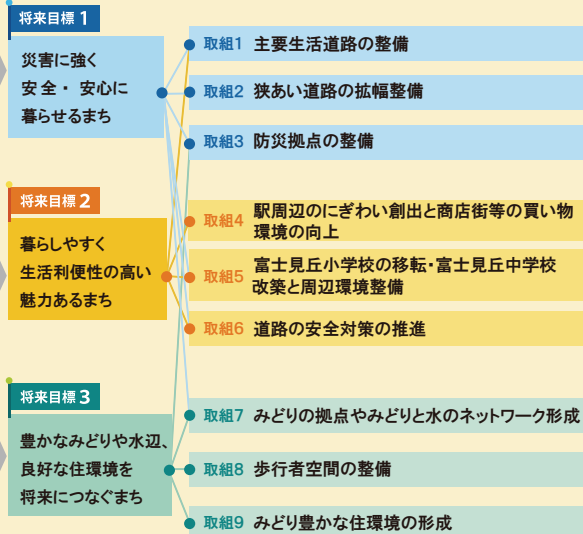 将来目標 1
災害に強く
安全・安心に
暮らせるまち
取組1 主要生活道路の整備
取組2 狭あい道路の拡幅整備
取組3 防災拠点の整備
将来目標 2
暮らしやすく
生活利便性の高い
魅力あるまち
取組4 駅周辺のにぎわい創出と商店街等の買い物
環境の向上
取組5 富士見丘小学校の移転・富士見丘中学校
改築と周辺環境整備
取組6 道路の安全対策の推進
将来目標 3
豊かなみどりや水辺、
良好な住環境を
将来につなぐまち
取組7 みどりの拠点やみどりと水のネットワーク形成
取組8 歩行者空間の整備
取組9 みどり豊かな住環境の形成